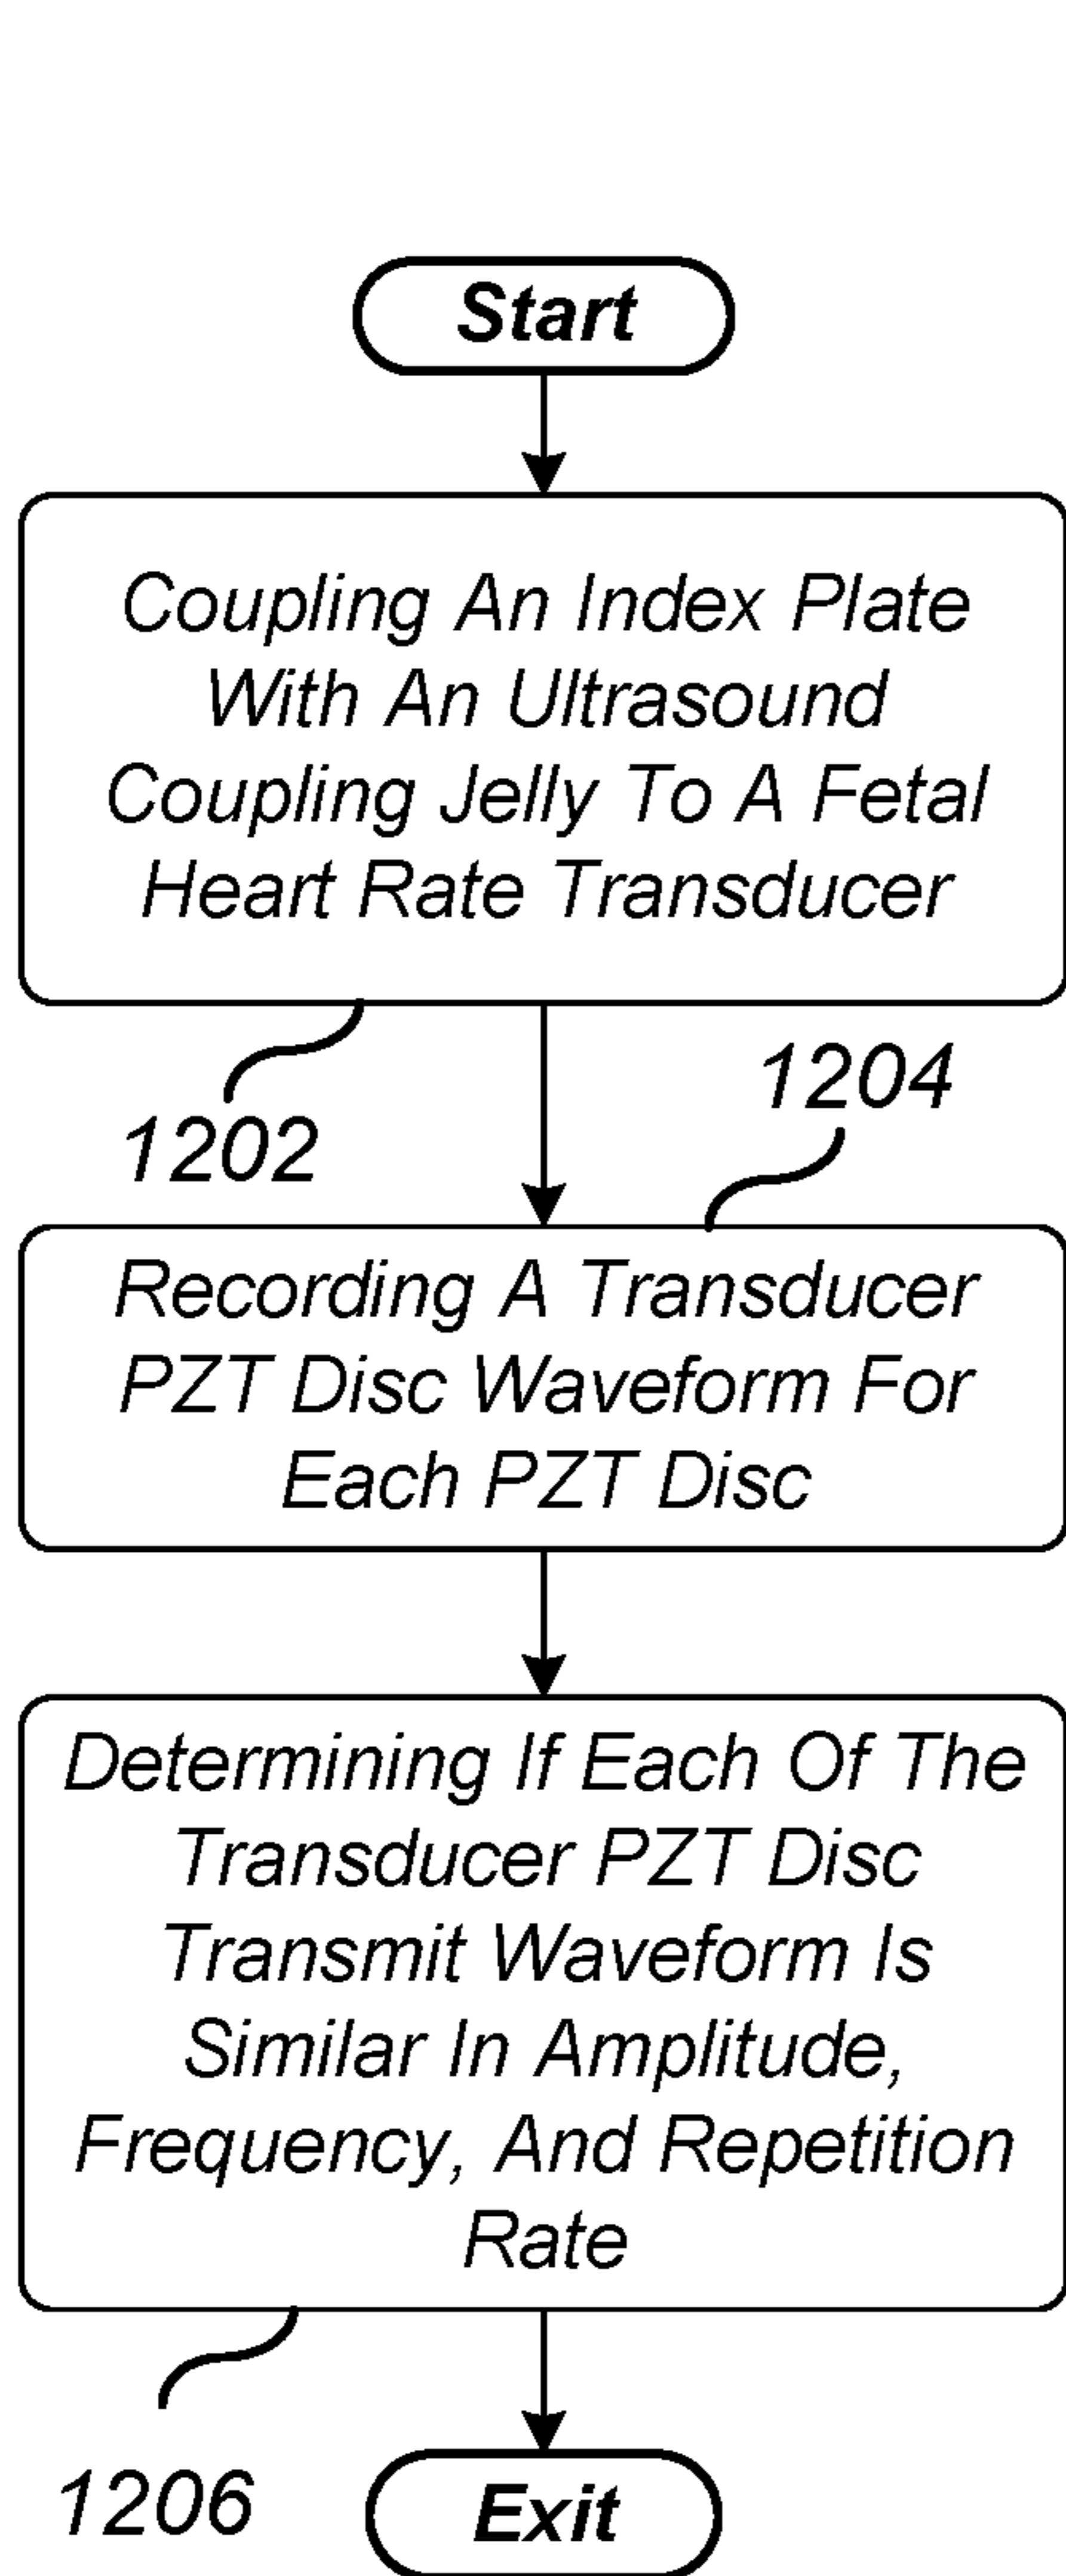 Start
Coupling An Index Plate
With An Ultrasound
Coupling Jelly To A Fetal
Heart Rate Transducer
1202
1204
Recording A Transducer
PZT Disc Waveform For
Each PZT Disc
Determining If Each Of The
Transducer PZT Disc
Transmit Waveform Is
Similar In Amplitude,
Frequency, And Repetition
Rate
1206
Exit